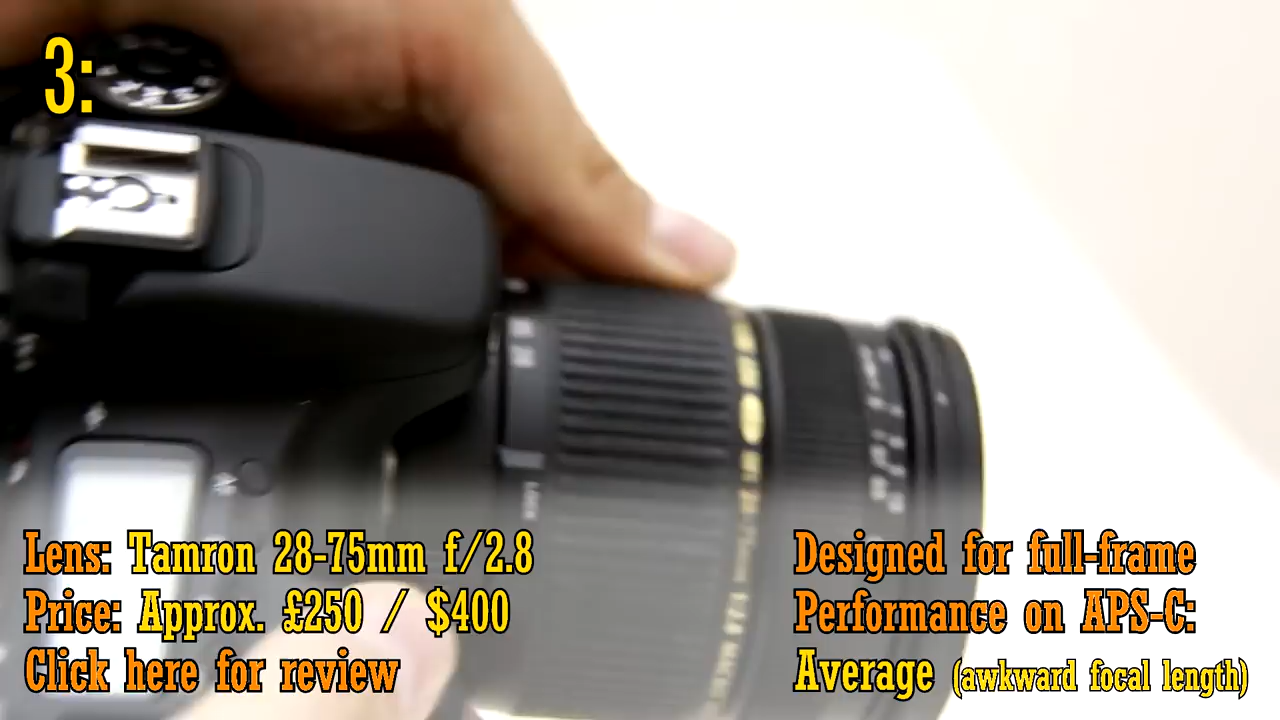 3:
Lens: Tamron 28-75mm f/2.8
Price: Approx. £250 / $400
Click here for review
Designed for full-frame
Performance on APS-C:
Average (awkward focal length)